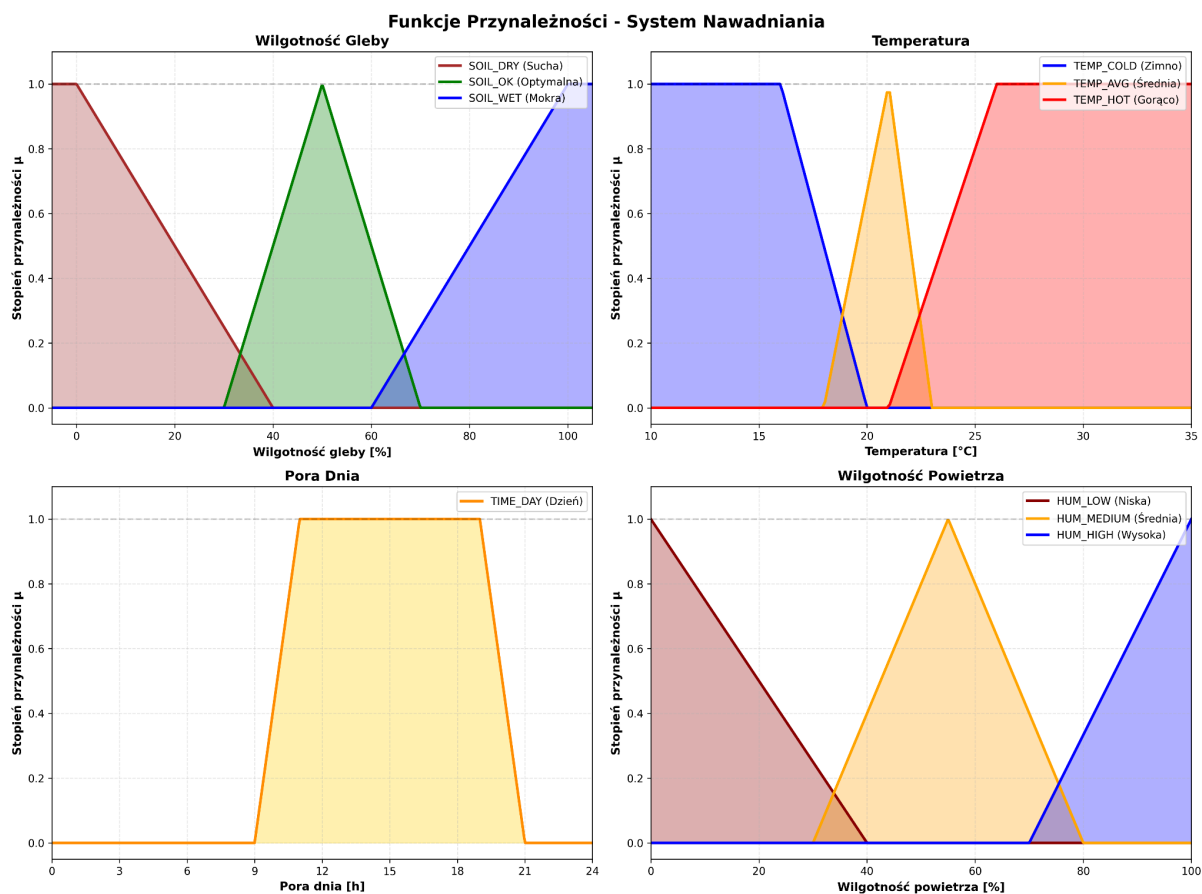 Funkcje Przynależności - System Nawadniania
Wilgotność Gleby
SOIL_DRY (Sucha)
SOIL_OK (Optymalna)
SOIL_WET (Mokra)
Stopień przynależności μ
1.0
0.8
0.6
0.4
0.2
0.0
0 20 40 60 80 100
Wilgotność gleby [%]
Temperatura
TEMP_COLD (Zimno)
TEMP_AVG (Średnia)
TEMP_HOT (Gorąco)
Stopień przynależności μ
1.0
0.8
0.6
0.4
0.2
0.0
10 15 20 25 30 35
Temperatura [°C]
Pora Dnia
TIME_DAY (Dzień)
Stopień przynależności μ
1.0
0.8
0.6
0.4
0.2
0.0
0 3 6 9 12 15 18 21 24
Pora dnia [h]
Wilgotność Powietrza
HUM_LOW (Niska)
HUM_MEDIUM (Średnia)
HUM_HIGH (Wysoka)
Stopień przynależności μ
1.0
0.8
0.6
0.4
0.2
0.0
0 20 40 60 80 100
Wilgotność powietrza [%]